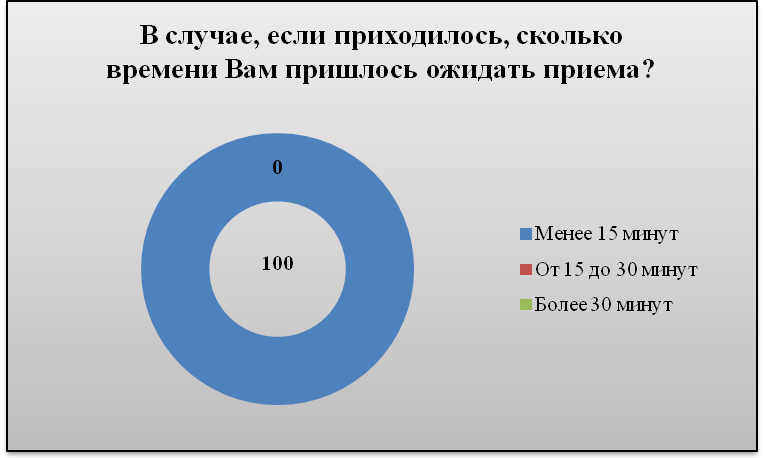 В случае, если приходилось, сколько
времени Вам пришлось ожидать приема?
0
100
Менее 15 минут
От 15 до 30 минут
Более 30 минут